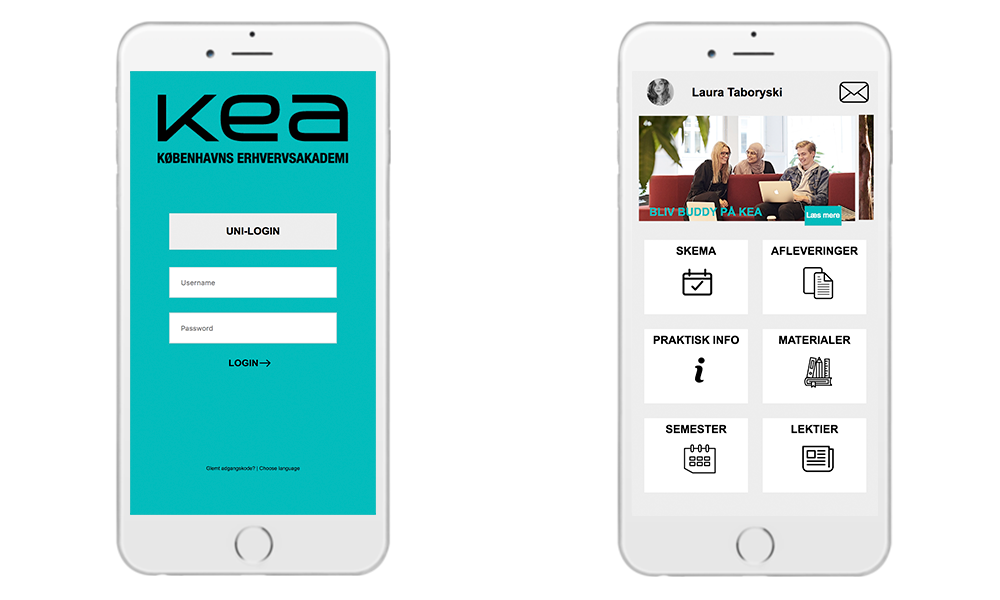 kea
KØBENHAVNS ERHVERVSAKADEMI
UNI-LOGIN
Username
Password
LOGIN
Glemt adgangskode? | Choose language
Laura Taboryski
BLIV BUDDY PÅ KEA
Læs mere
SKEMA
AFLEVERINGER
PRAKTISK INFO
MATERIALER
SEMESTER
LEKTIER